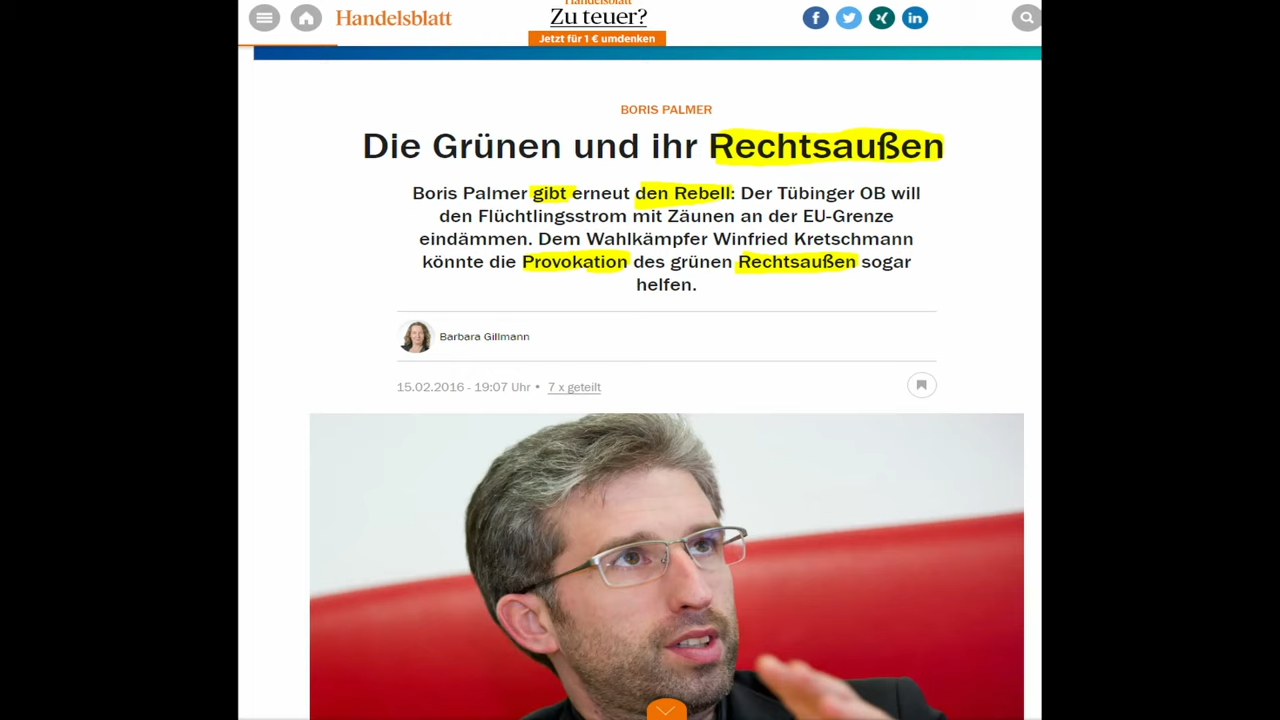 Handelsblatt
Handelsblatt
Zu teuer?
Jetzt für 1 € umdenken
BORIS PALMER
Die Grünen und ihr Rechtsaußen
Boris Palmer gibt erneut den Rebell: Der Tübinger OB will
den Flüchtlingsstrom mit Zäunen an der EU-Grenze
eindämmen. Dem Wahlkämpfer Winfried Kretschmann
könnte die Provokation des grünen Rechtsaußen sogar
helfen.
Barbara Gillmann
15.02.2016 - 19:07 Uhr • 7 x geteilt